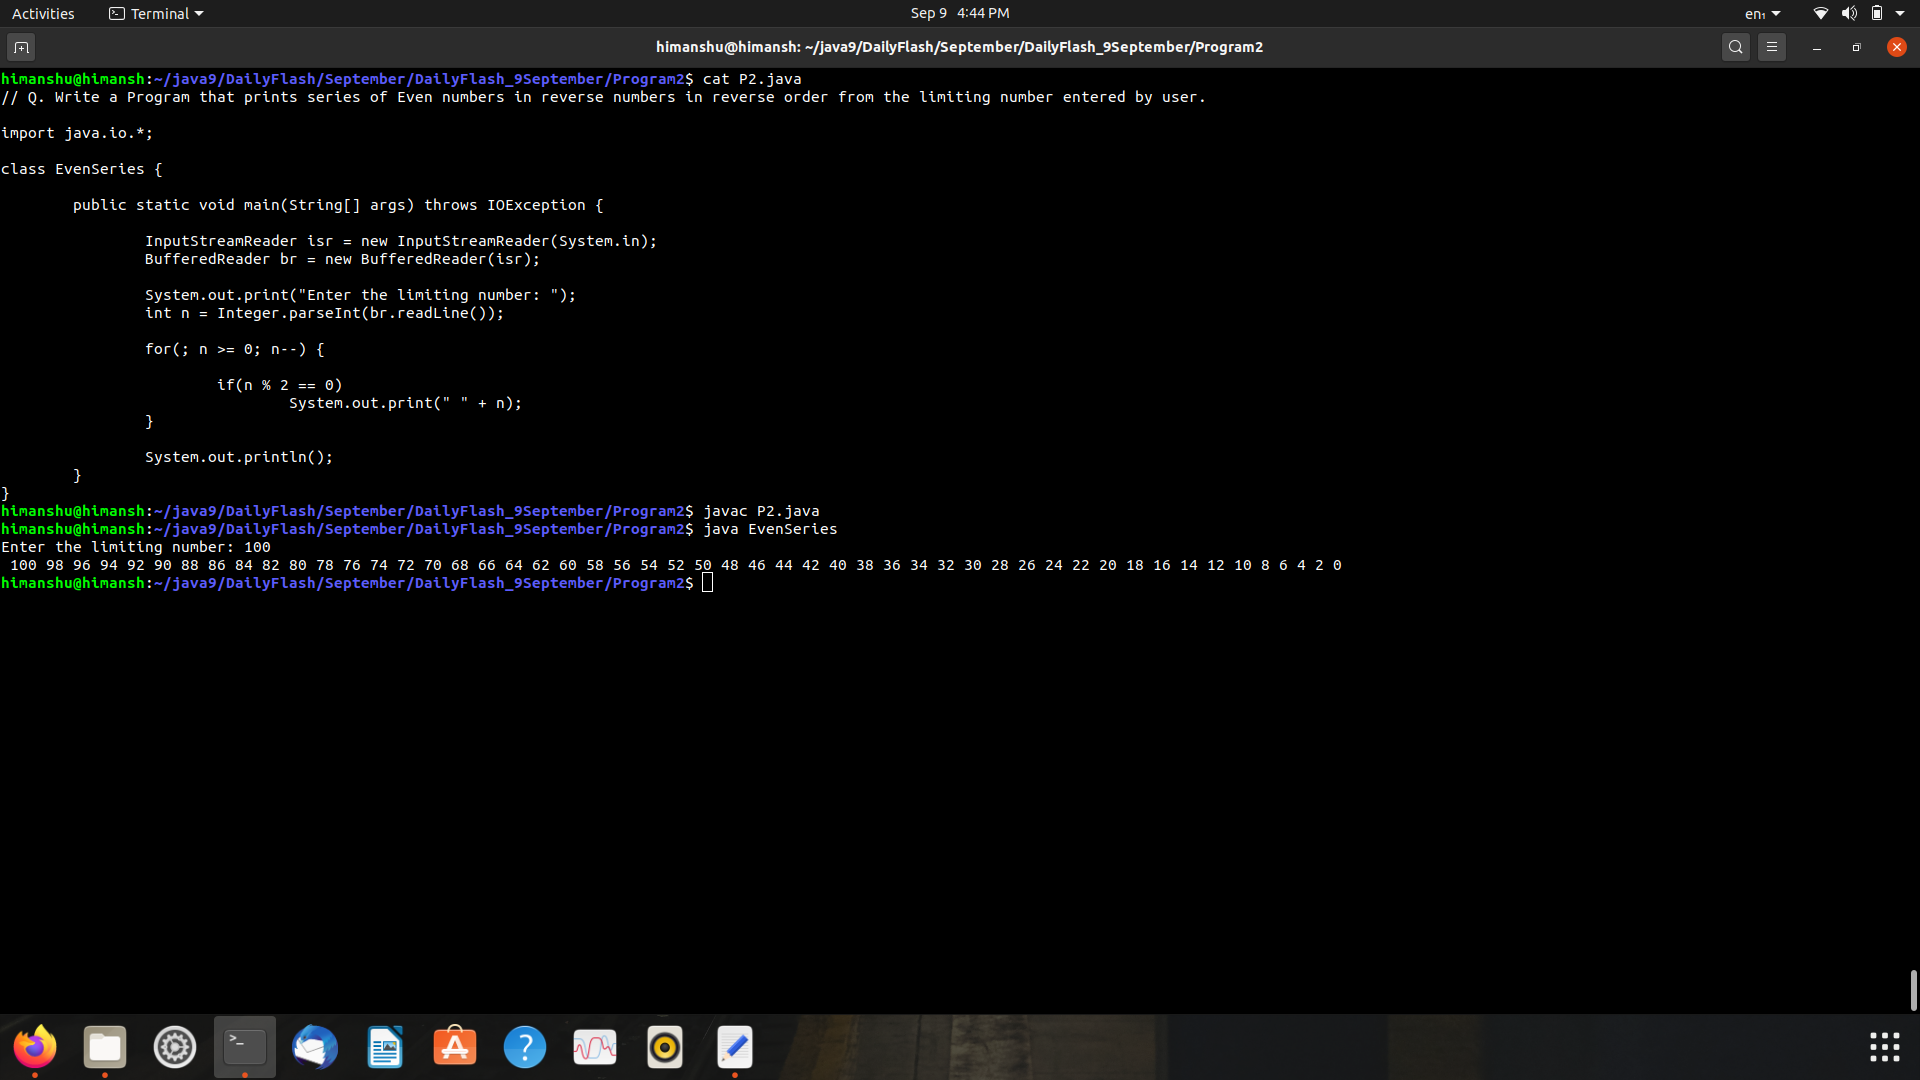 Activities Terminal Sep 9 4:44 PM en₁
himanshu@himansh: ~/java9/DailyFlash/September/DailyFlash_9September/Program2
himanshu@himansh:~/java9/DailyFlash/September/DailyFlash_9September/Program2$ cat P2.java
// Q. Write a Program that prints series of Even numbers in reverse numbers in reverse order from the limiting number entered by user.
import java.io.*;
class EvenSeries {
public static void main(String[] args) throws IOException {
InputStreamReader isr = new InputStreamReader(System.in);
BufferedReader br = new BufferedReader(isr);
System.out.print("Enter the limiting number: ");
int n = Integer.parseInt(br.readLine());
for(; n >= 0; n--) {
if(n % 2 == 0)
System.out.print(" " + n);
}
System.out.println();
}
}
himanshu@himansh:~/java9/DailyFlash/September/DailyFlash_9September/Program2$ javac P2.java
himanshu@himansh:~/java9/DailyFlash/September/DailyFlash_9September/Program2$ java EvenSeries
Enter the limiting number: 100
100 98 96 94 92 90 88 86 84 82 80 78 76 74 72 70 68 66 64 62 60 58 56 54 52 50 48 46 44 42 40 38 36 34 32 30 28 26 24 22 20 18 16 14 12 10 8 6 4 2 0
himanshu@himansh:~/java9/DailyFlash/September/DailyFlash_9September/Program2$